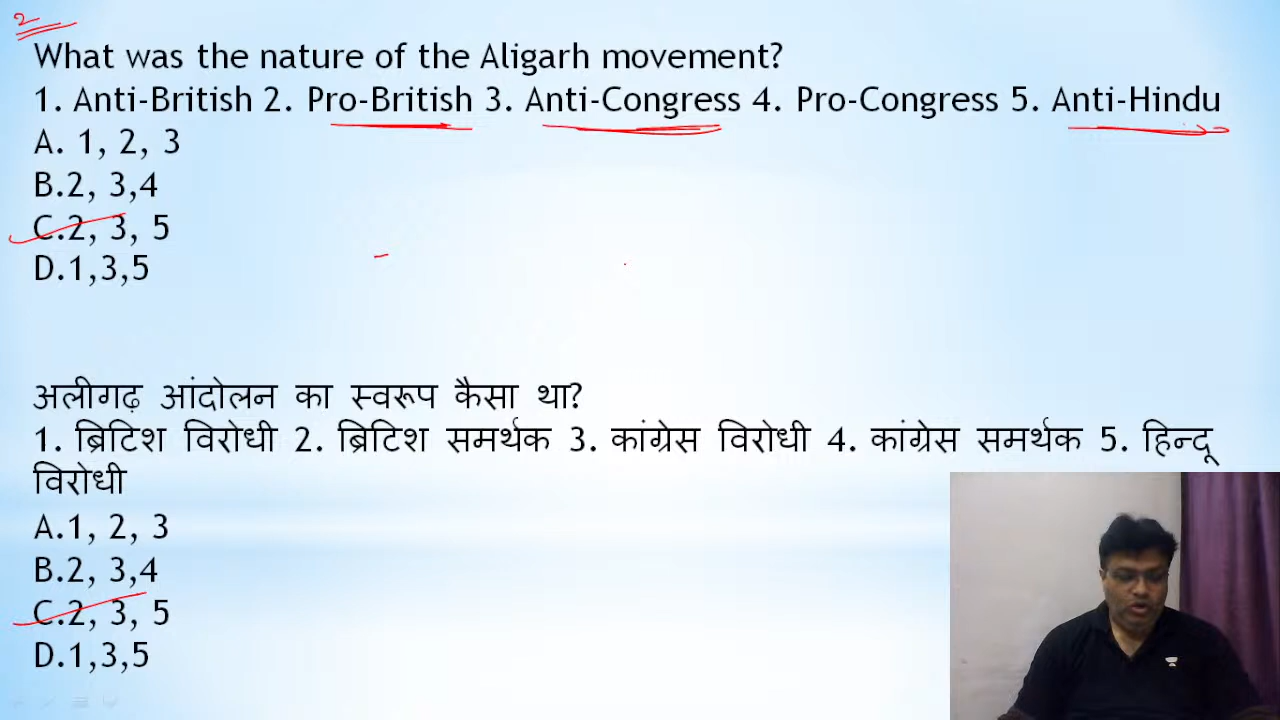 2
What was the nature of the Aligarh movement?
1. Anti-British 2. Pro-British 3. Anti-Congress 4. Pro-Congress 5. Anti-Hindu
A. 1, 2, 3
B.2, 3,4
C.2, 3, 5
D.1,3,5
अलीगढ़ आंदोलन का स्वरूप कैसा था?
1. ब्रिटिश विरोधी 2. ब्रिटिश समर्थक 3. कांग्रेस विरोधी 4. कांग्रेस समर्थक 5. हिन्दू
विरोधी
A.1, 2, 3
B.2, 3,4
C.2, 3, 5
D.1,3,5